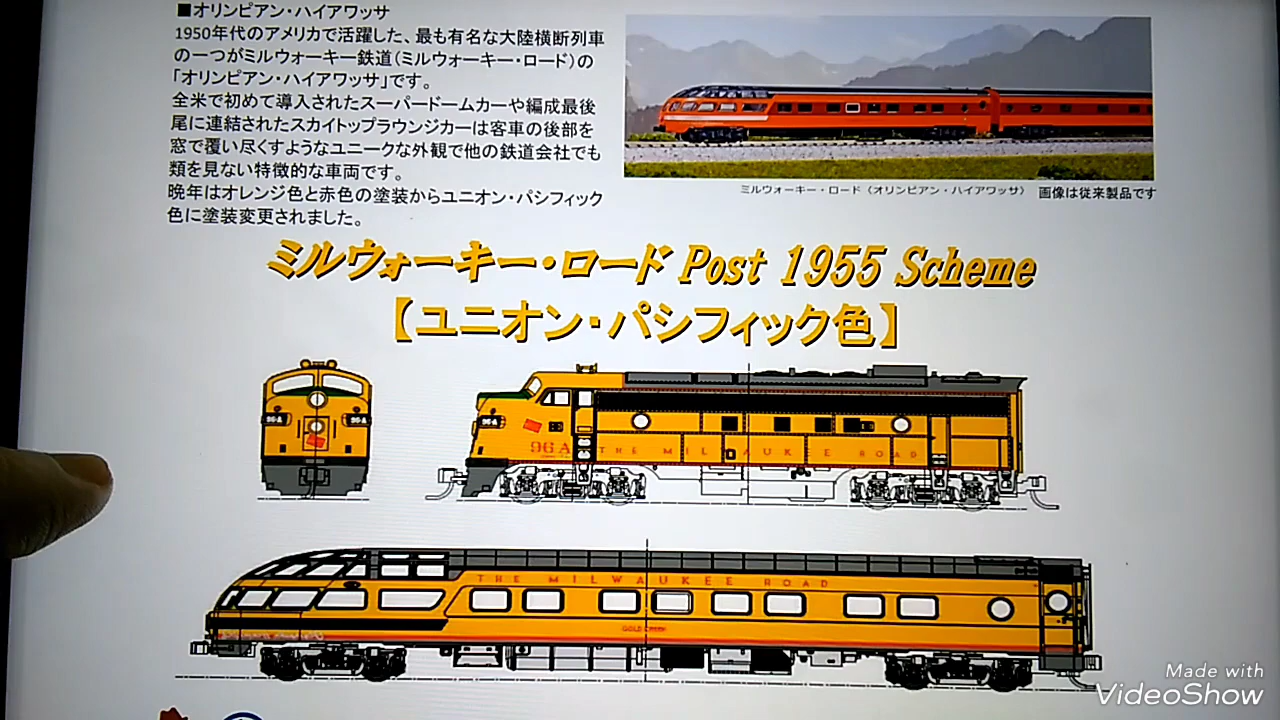 ■オリンピアン・ハイアワッサ
1950年代のアメリカで活躍した、最も有名な大陸横断列車
の一つがミルウォーキー鉄道(ミルウォーキー・ロード)の
「オリンピアン・ハイアワッサ」です。
全米で初めて導入されたスーパードームカーや編成最後
尾に連結されたスカイトップラウンジカーは客車の後部を
窓で覆い尽くすようなユニークな外観で他の鉄道会社でも
類を見ない特徴的な車両です。
晩年はオレンジ色と赤色の塗装からユニオン・パシフィック
色に塗装変更されました。
ミルウォーキー・ロード〈オリンピアン・ハイアワッサ〉 画像は従来製品です
ミルウォーキー・ロード Post 1955 Scheme
【ユニオン・パシフィック色】
96A
96A
96A
96A THE MILWAUKEE ROAD
THE MILWAUKEE ROAD
GOLD CREEK
Made with
VideoShow